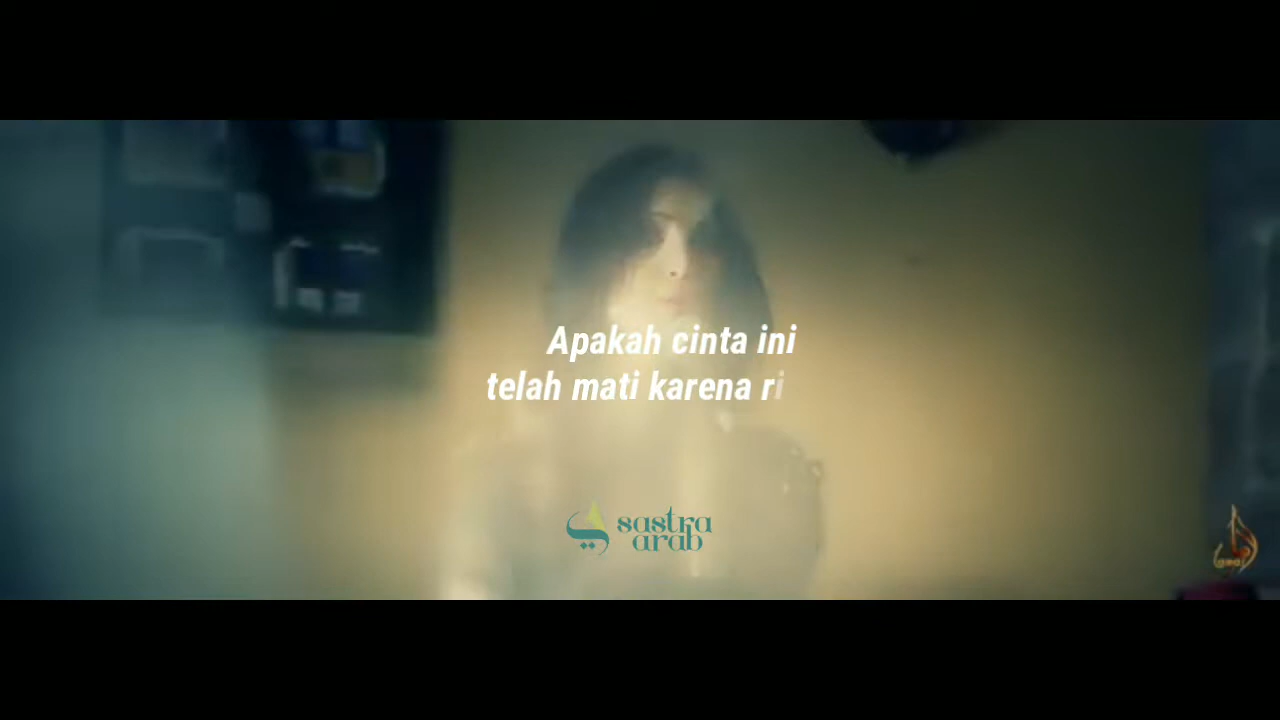 Apakah cinta ini
telah mati karena ri
sastra
arab